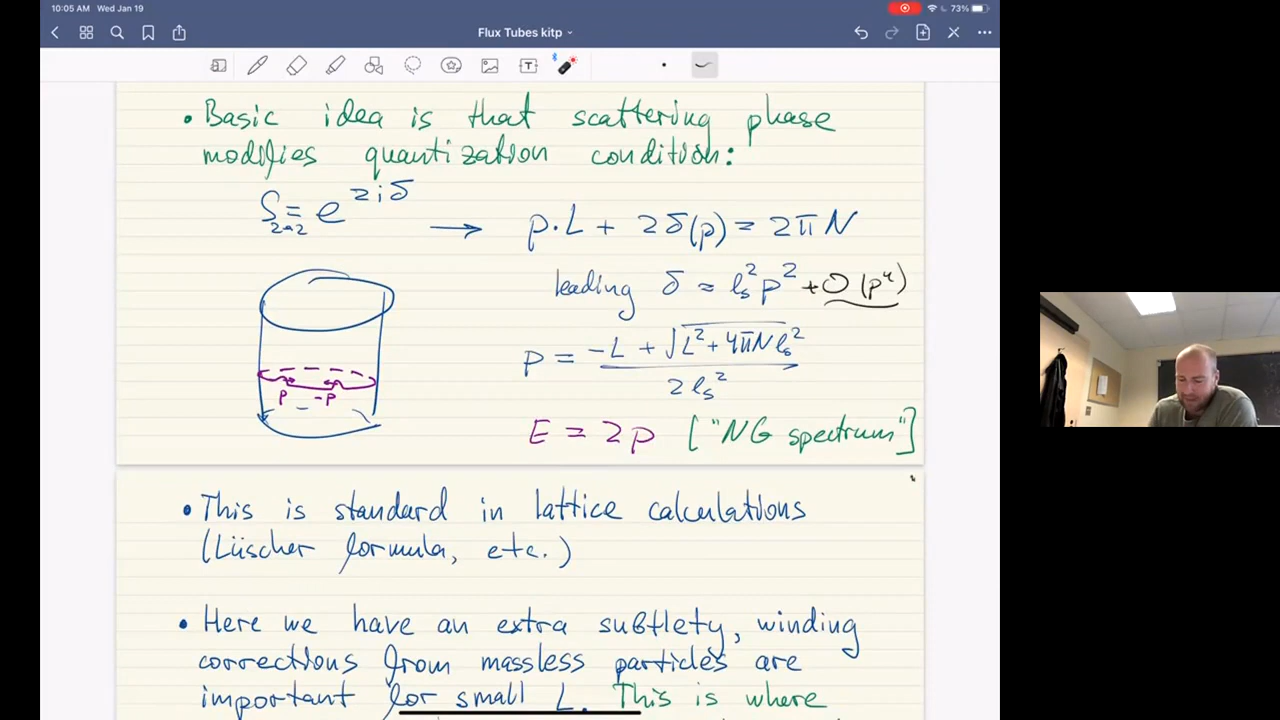 10:05 AM Wed Jan 19
73%
Flux Tubes kitp
• Basic idea is that scattering phase
modifies quantization condition:
S₂→₂ = e^{2iδ} → p·L + 2δ(p) = 2πN
leading δ ≈ lₛ²p² + O(p⁴)
p = (-L + √(L² + 4πNlₛ²)) / 2lₛ²
p -p
E = 2p ["NG spectrum"]
• This is standard in lattice calculations
(Lüscher formula, etc.)
• Here we have an extra subtlety, winding
corrections from massless particles are
important for small L. This is where